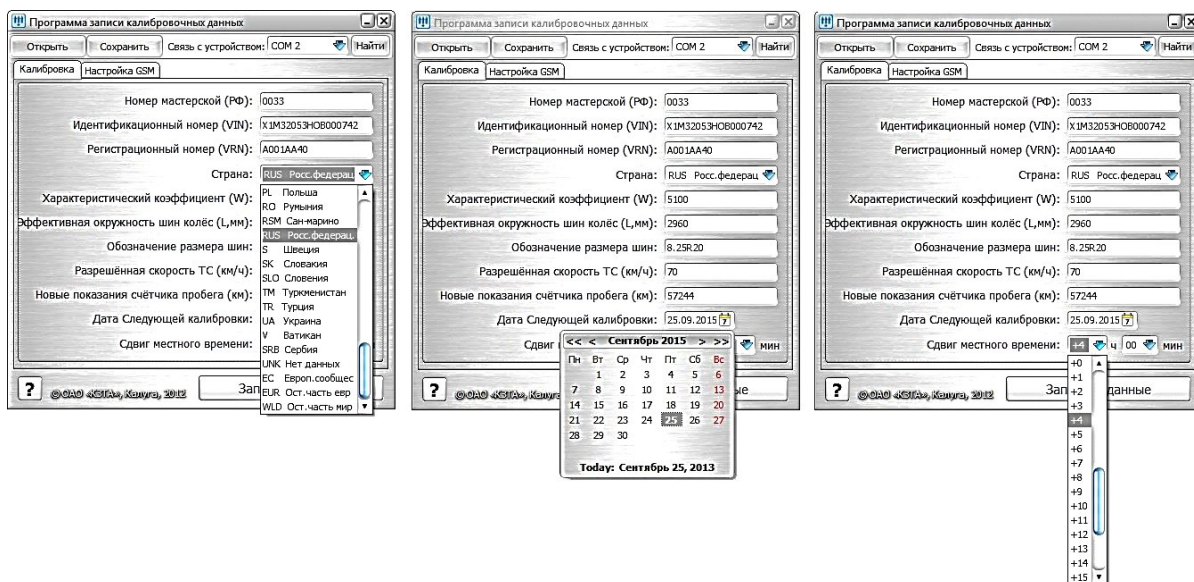 Программа записи калибровочных данных
Открыть Сохранить Связь с устройством: COM 2 Найти
Калибровка Настройка GSM
Номер мастерской (РФ): 0033
Идентификационный номер (VIN): X1M32053HOB000742
Регистрационный номер (VRN): A001AA40
Страна: RUS Росс.федерац
PL Польша
RO Румыния
RSM Сан-марино
RUS Росс.федерац.
S Швеция
SK Словакия
SLO Словения
TM Туркменистан
TR Турция
UA Украина
V Ватикан
SRB Сербия
UNK Нет данных
EC Европ.сообщес
EUR Ост.часть евр
WLD Ост.часть мир
Характеристический коэффициент (W):
Эффективная окружность шин колёс (L,мм):
Обозначение размера шин:
Разрешённая скорость ТС (км/ч):
Новые показания счётчика пробега (км):
Дата Следующей калибровки:
Сдвиг местного времени:
? ©ОАО «КЗТА», Калуга, 2012 Зап
Программа записи калибровочных данных
Открыть Сохранить Связь с устройством: COM 2 Найти
Калибровка Настройка GSM
Номер мастерской (РФ): 0033
Идентификационный номер (VIN): X1M32053HOB000742
Регистрационный номер (VRN): A001AA40
Страна: RUS Росс.федерац
Характеристический коэффициент (W): 5100
Эффективная окружность шин колёс (L,мм): 2960
Обозначение размера шин: 8.25R20
Разрешённая скорость ТС (км/ч): 70
Новые показания счётчика пробега (км): 57244
Дата Следующей калибровки: 25.09.2015 7
Сдвиг мин
<< < Сентябрь 2015 > >>
Пн Вт Ср Чт Пт Сб Вс
1 2 3 4 5 6
7 8 9 10 11 12 13
14 15 16 17 18 19 20
21 22 23 24 25 26 27
28 29 30
Today: Сентябрь 25, 2013
? ©ОАО «КЗТА», Калуга ые
Программа записи калибровочных данных
Открыть Сохранить Связь с устройством: COM 2 Найти
Калибровка Настройка GSM
Номер мастерской (РФ): 0033
Идентификационный номер (VIN): X1M32053HOB000742
Регистрационный номер (VRN): A001AA40
Страна: RUS Росс.федерац
Характеристический коэффициент (W): 5100
Эффективная окружность шин колёс (L,мм): 2960
Обозначение размера шин: 8.25R20
Разрешённая скорость ТС (км/ч): 70
Новые показания счётчика пробега (км): 57244
Дата Следующей калибровки: 25.09.2015 7
Сдвиг местного времени: +4 ч 00 мин
+0
+1
+2
+3
+4
+5
+6
+7
+8
+9
+10
+11
+12
+13
+14
+15
? ©ОАО «КЗТА», Калуга, 2012 Зап данные